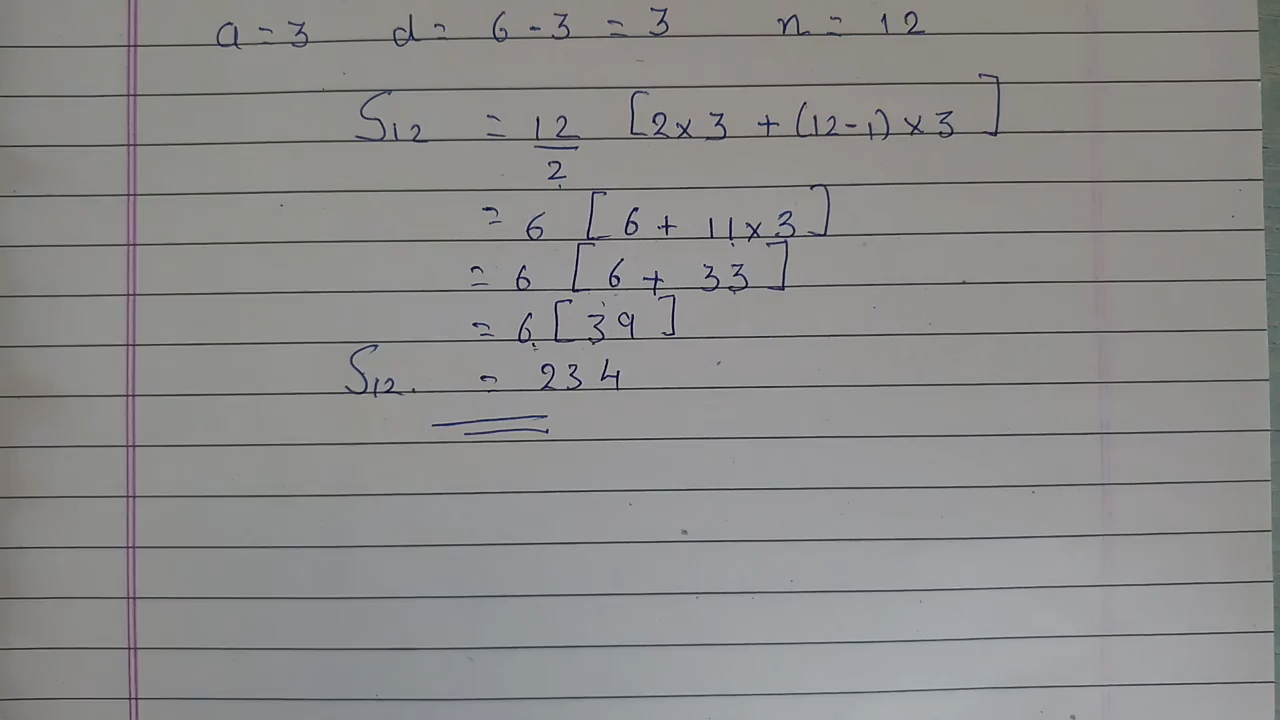 a = 3 d = 6 - 3 = 3 n = 12
S12 = 12/2 [2 x 3 + (12-1) x 3]
= 6 [6 + 11 x 3]
= 6 [6 + 33]
= 6 [39]
S12. = 234